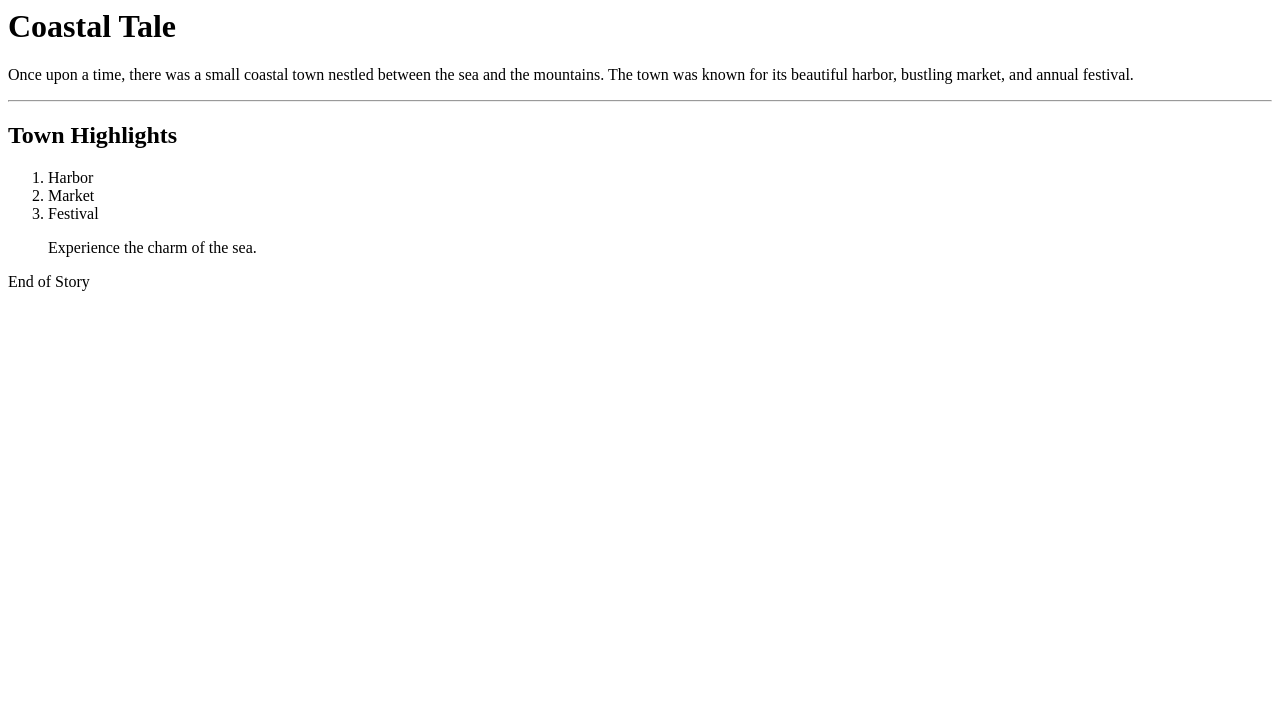 Coastal Tale
Once upon a time, there was a small coastal town nestled between the sea and the mountains. The town was known for its beautiful harbor, bustling market, and annual festival.
Town Highlights
1. Harbor
2. Market
3. Festival
Experience the charm of the sea.
End of Story